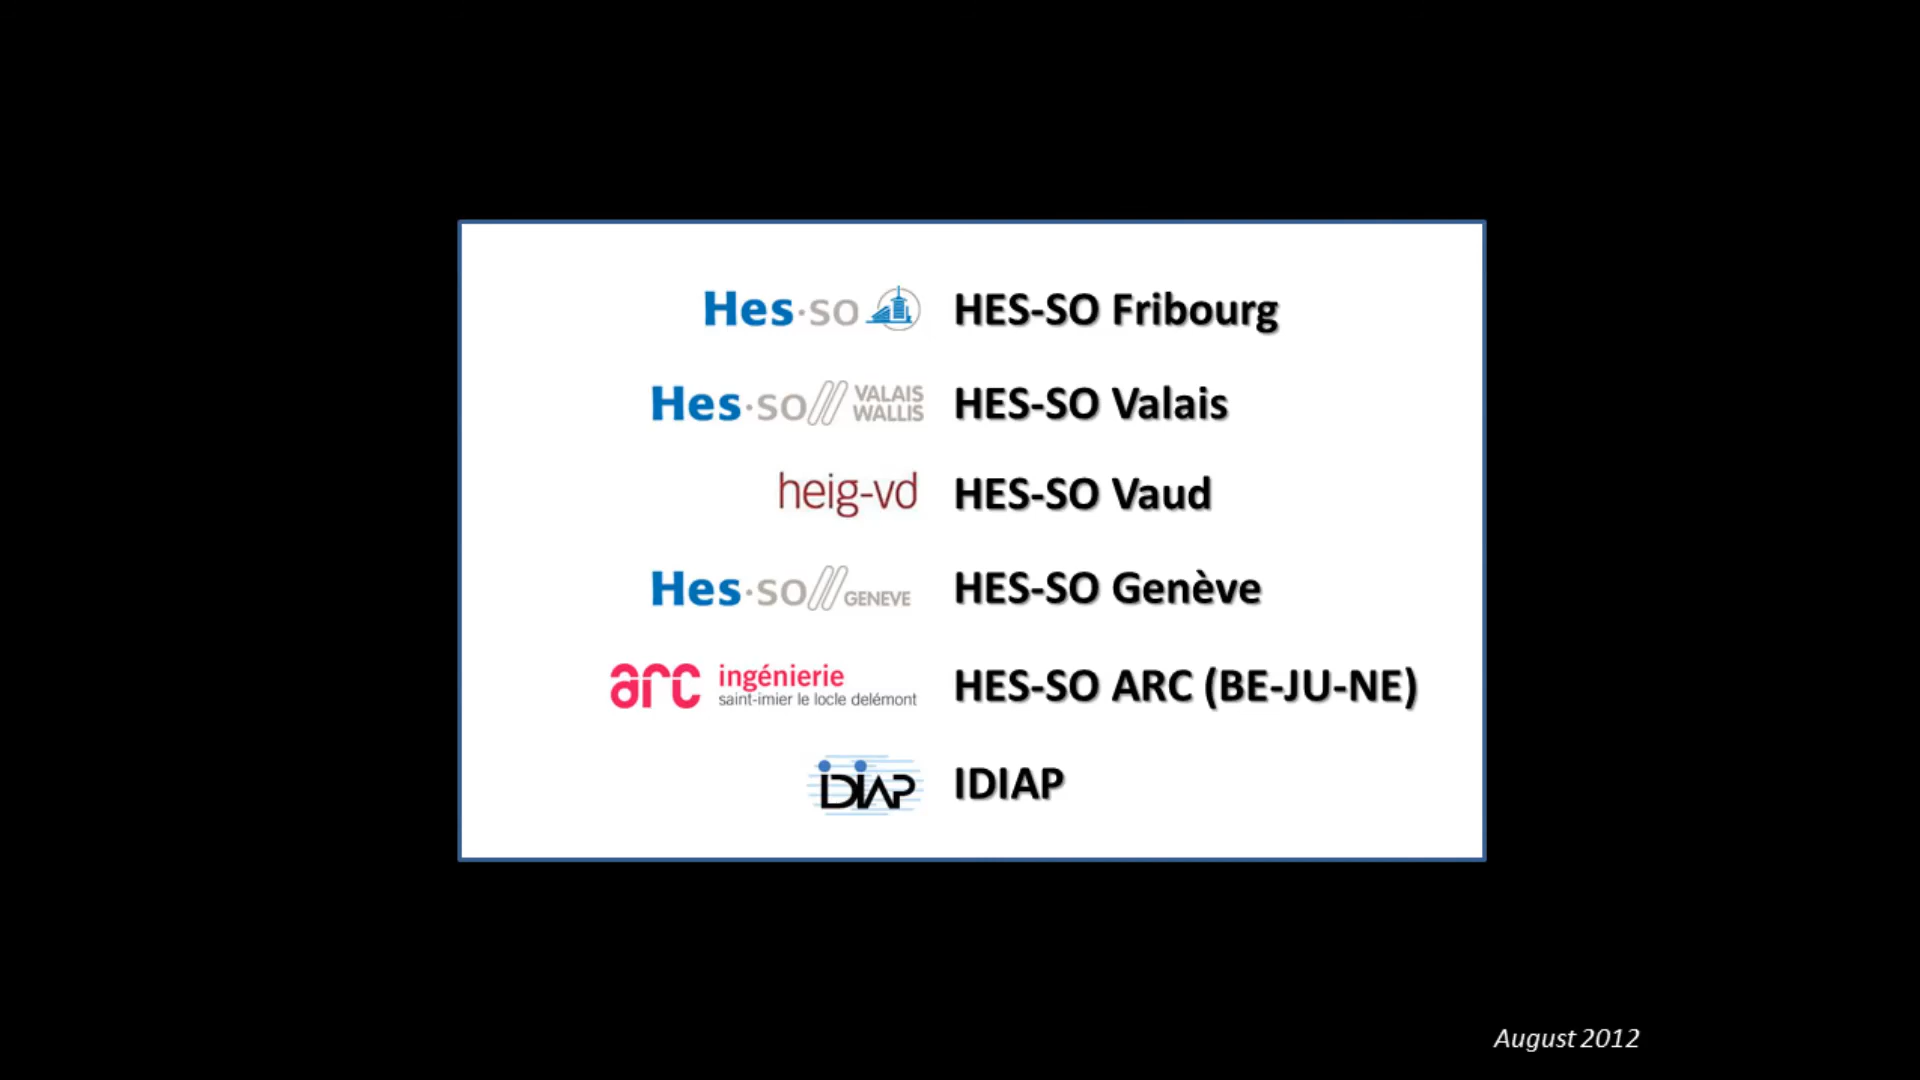 Hes·so HES-SO Fribourg
Hes·so VALAIS WALLIS HES-SO Valais
heig-vd HES-SO Vaud
Hes·so GENEVE HES-SO Genève
arc ingénierie saint-imier le locle delémont HES-SO ARC (BE-JU-NE)
IDIAP IDIAP
August 2012